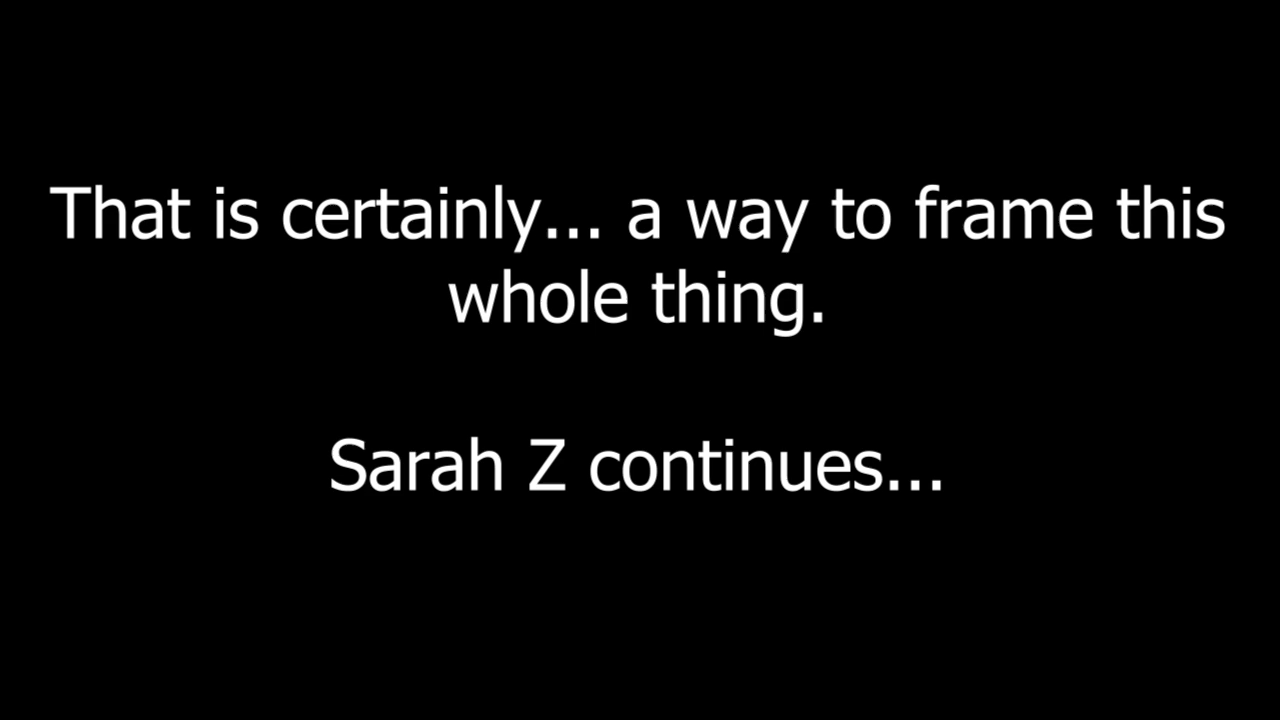 That is certainly... a way to frame this
whole thing.
Sarah Z continues...